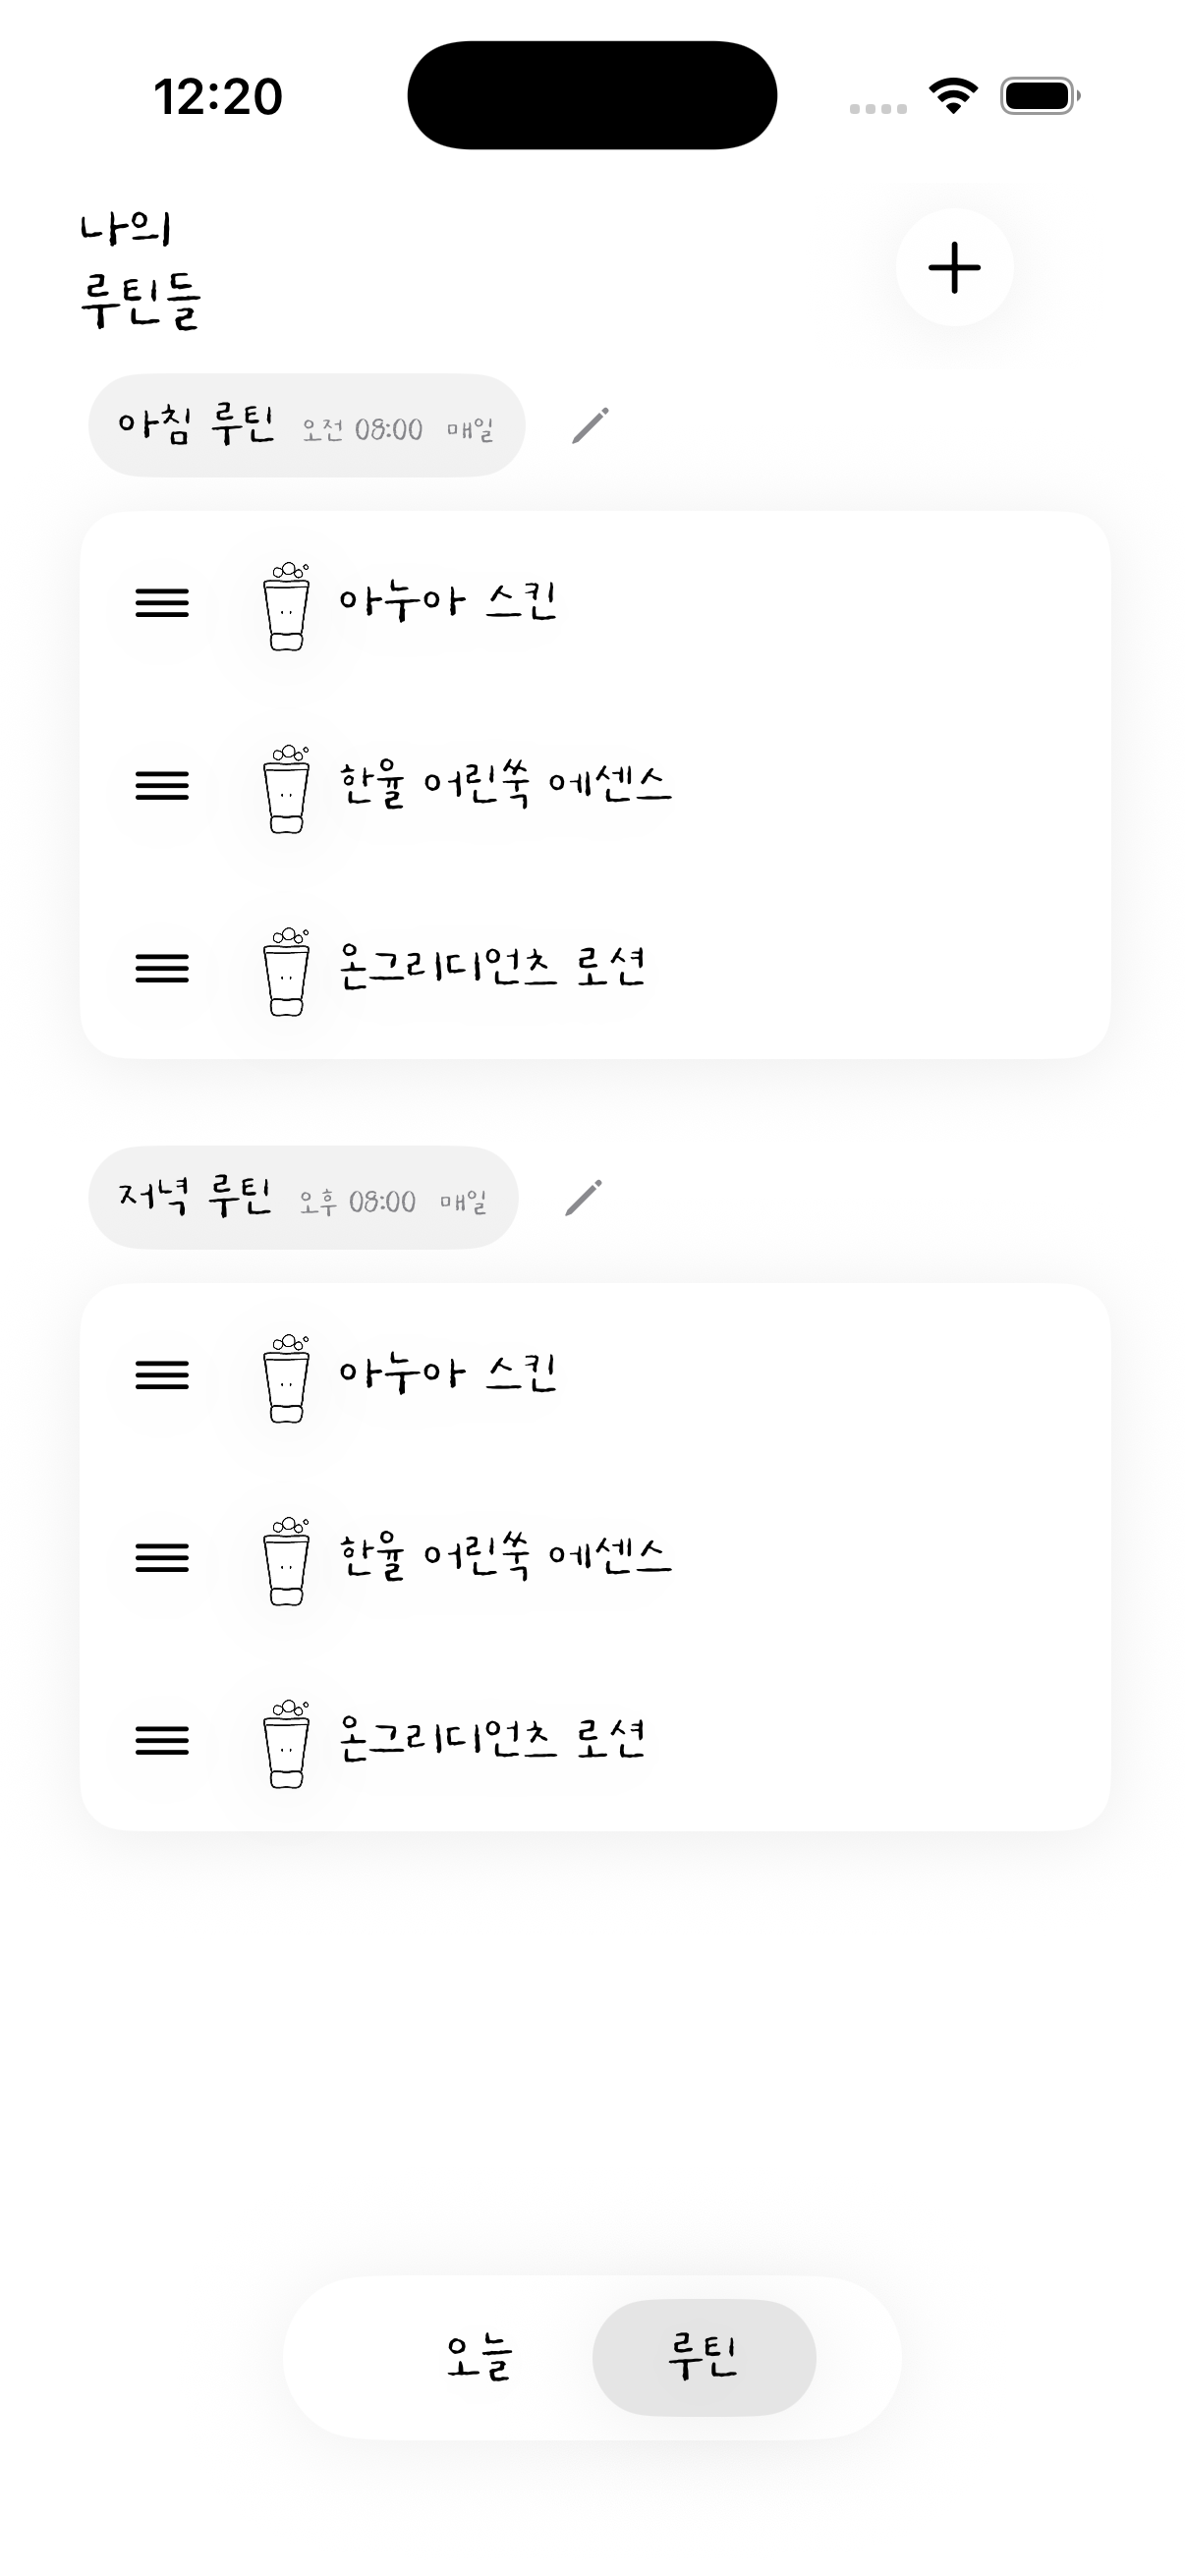 12:20
나의
루틴들
아침 루틴 오전 08:00 매일
아누아 스킨
한율 어린쑥 에센스
온그리디언츠 로션
저녁 루틴 오후 08:00 매일
아누아 스킨
한율 어린쑥 에센스
온그리디언츠 로션
오늘 루틴